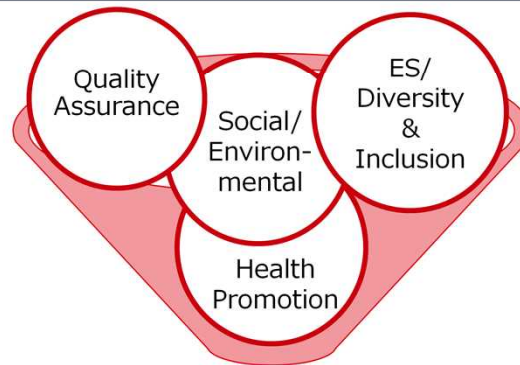 Quality
Assurance
Social/
Environ-
mental
ES/
Diversity
&
Inclusion
Health
Promotion